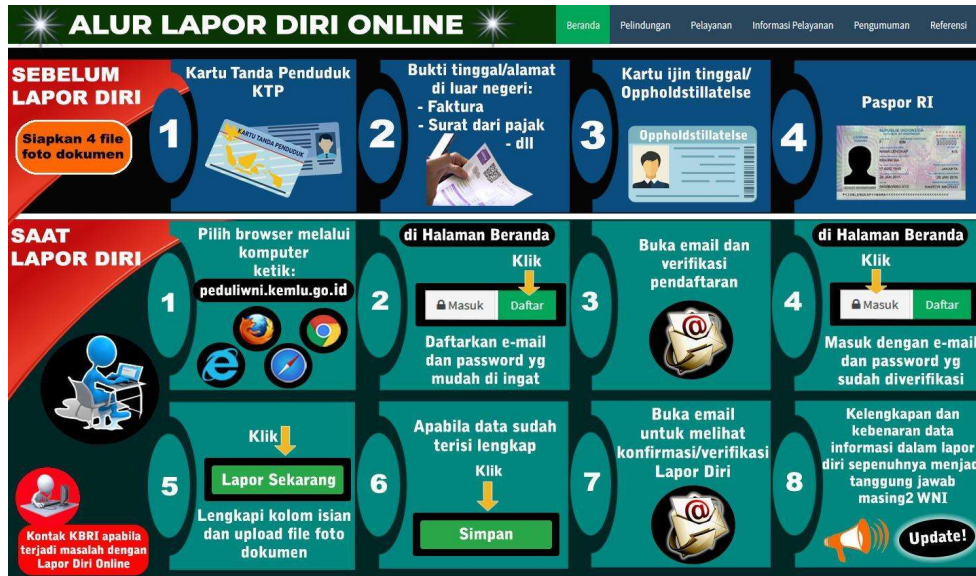 ALUR LAPOR DIRI ONLINE
Beranda Pelindungan Pelayanan Informasi Pelayanan Pengumuman Referensi
SEBELUM
LAPOR DIRI
Siapkan 4 file
foto dokumen
1
Kartu Tanda Penduduk
KTP
KARTU TANDA PENDUDUK
2
Bukti tinggal/alamat
di luar negeri:
- Faktura
- Surat dari pajak
- dll
3
Kartu ijin tinggal/
Oppholdstillatelse
Oppholdstillatelse
4
Paspor RI
REPUBLIK INDONESIA
SAAT
LAPOR DIRI
1
Pilih browser melalui
komputer
ketik:
peduliwni.kemlu.go.id
2
di Halaman Beranda
Klik
Masuk Daftar
Daftarkan e-mail
dan password yg
mudah di ingat
3
Buka email dan
verifikasi
pendaftaran
@
4
di Halaman Beranda
Klik
Masuk Daftar
Masuk dengan e-mail
dan password yg
sudah diverifikasi
5
Klik
Lapor Sekarang
Lengkapi kolom isian
dan upload file foto
dokumen
6
Apabila data sudah
terisi lengkap
Klik
Simpan
7
Buka email
untuk melihat
konfirmasi/verifikasi
Lapor Diri
@
8
Kelengkapan dan
kebenaran data
informasi dalam lapor
diri sepenuhnya menjad
tanggung jawab
masing2 WNI
Update!
Kontak KBRI apabila
terjadi masalah dengan
Lapor Diri Online